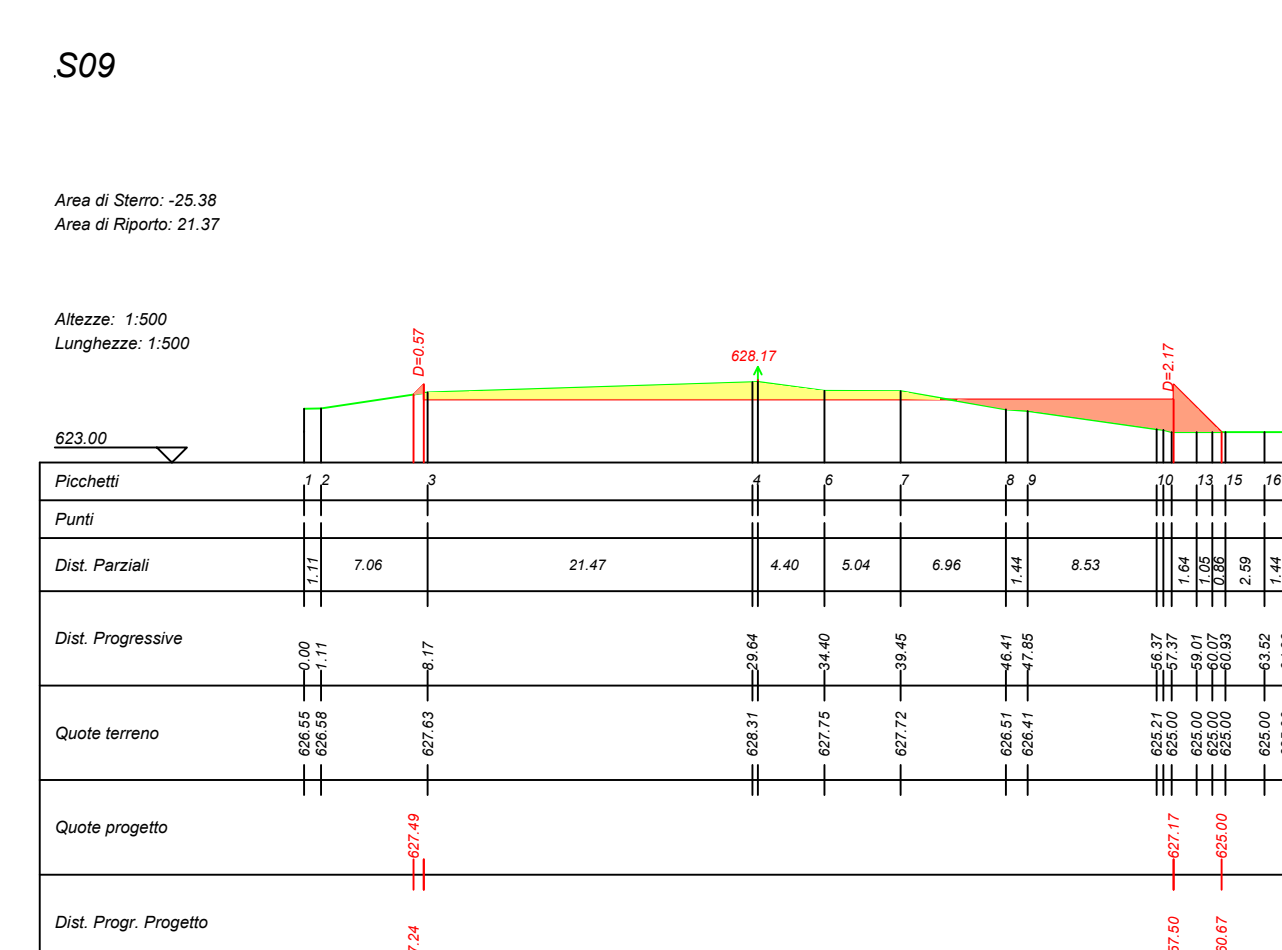 .S09
Area di Sterro: -25.38
Area di Riporto: 21.37
Altezze: 1:500
Lunghezze: 1:500
D=0.57
628.17
D=2.17
623.00
Picchetti 1 2 3 4 6 7 8 9 10 13 15 16
Punti
Dist. Parziali 1.11 7.06 21.47 4.40 5.04 6.96 1.44 8.53 1.64 1.05 0.86 2.59 1.44
Dist. Progressive 0.00 1.11 8.17 29.64 34.40 39.45 46.41 47.85 56.37 57.37 59.01 60.07 60.93 63.52
Quote terreno 626.55 626.58 627.63 628.31 627.75 627.72 626.51 626.41 625.21 625.00 625.00 625.00 625.00 625.00
Quote progetto 627.49 627.17 625.00
Dist. Progr. Progetto 7.24 57.50 60.67